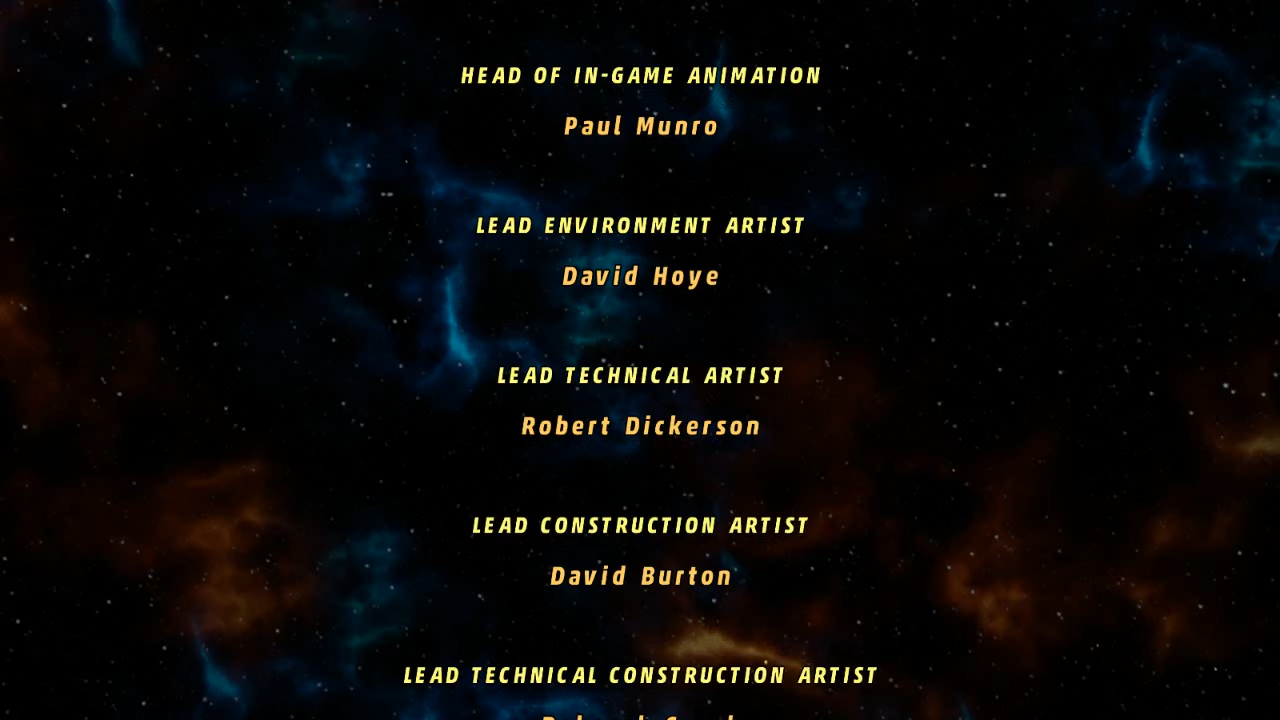 HEAD OF IN-GAME ANIMATION
Paul Munro
LEAD ENVIRONMENT ARTIST
David Hoye
LEAD TECHNICAL ARTIST
Robert Dickerson
LEAD CONSTRUCTION ARTIST
David Burton
LEAD TECHNICAL CONSTRUCTION ARTIST